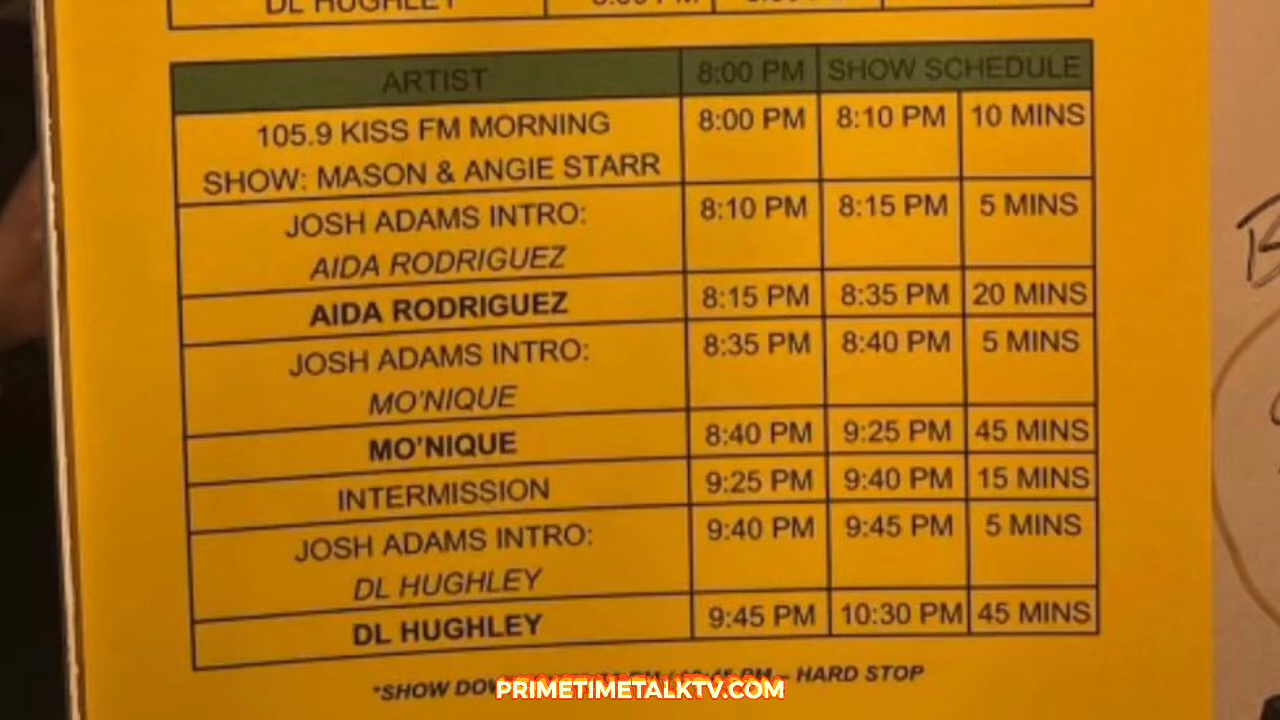 DL HUGHLEY
ARTIST 8:00 PM SHOW SCHEDULE
105.9 KISS FM MORNING 8:00 PM 8:10 PM 10 MINS
SHOW: MASON & ANGIE STARR
JOSH ADAMS INTRO: 8:10 PM 8:15 PM 5 MINS
AIDA RODRIGUEZ
AIDA RODRIGUEZ 8:15 PM 8:35 PM 20 MINS
JOSH ADAMS INTRO: 8:35 PM 8:40 PM 5 MINS
MO'NIQUE
MO'NIQUE 8:40 PM 9:25 PM 45 MINS
INTERMISSION 9:25 PM 9:40 PM 15 MINS
JOSH ADAMS INTRO: 9:40 PM 9:45 PM 5 MINS
DL HUGHLEY
DL HUGHLEY 9:45 PM 10:30 PM 45 MINS
*SHOW PM – HARD STOP
PRIMETIMETALKTV.COM